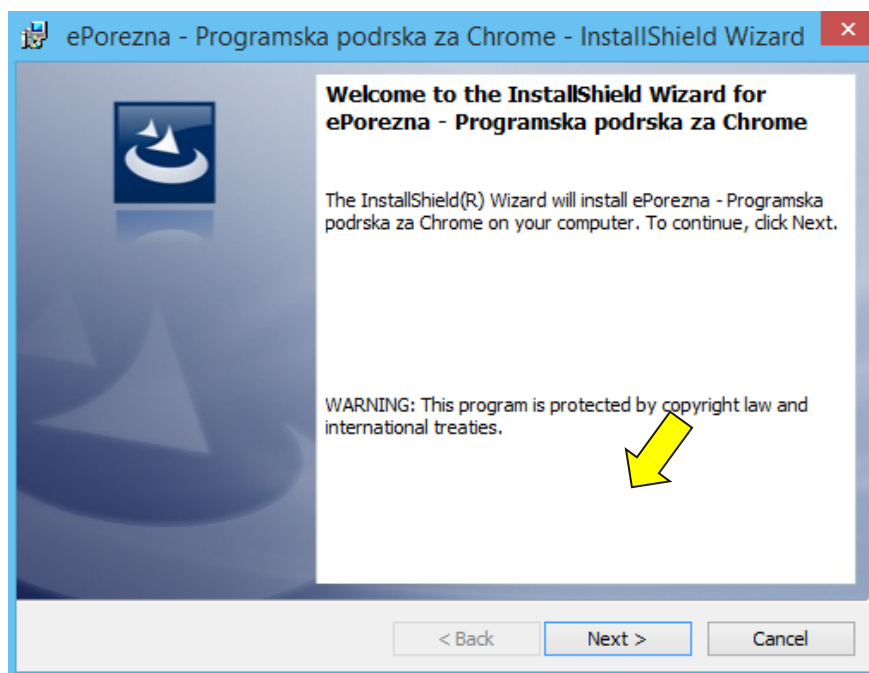 ePorezna - Programska podrska za Chrome - InstallShield Wizard
Welcome to the InstallShield Wizard for
ePorezna - Programska podrska za Chrome
The InstallShield(R) Wizard will install ePorezna - Programska
podrska za Chrome on your computer. To continue, click Next.
WARNING: This program is protected by copyright law and
international treaties.
< Back
Next >
Cancel